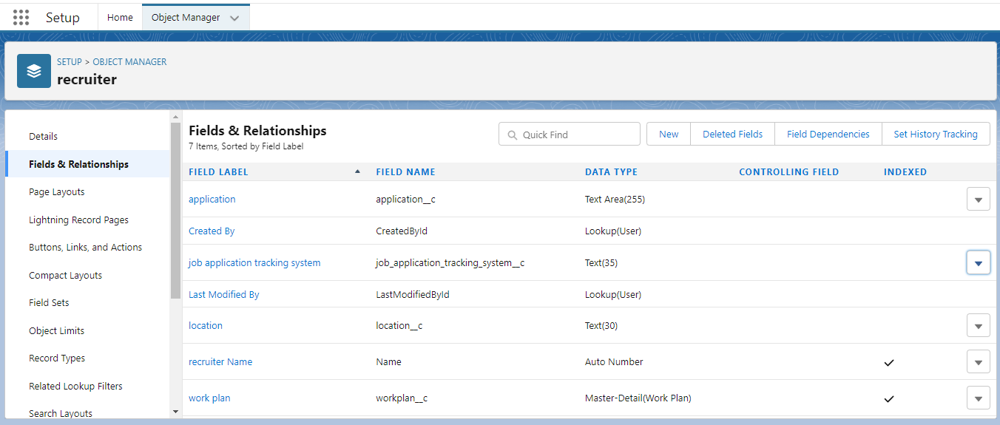 Setup
Home
Object Manager
SETUP > OBJECT MANAGER
recruiter
Details
Fields & Relationships
Page Layouts
Lightning Record Pages
Buttons, Links, and Actions
Compact Layouts
Field Sets
Object Limits
Record Types
Related Lookup Filters
Search Layouts
Fields & Relationships
7 Items, Sorted by Field Label
Quick Find
New
Deleted Fields
Field Dependencies
Set History Tracking
FIELD LABEL FIELD NAME DATA TYPE CONTROLLING FIELD INDEXED
application application__c Text Area(255)
Created By CreatedById Lookup(User)
job application tracking system job_application_tracking_system__c Text(35)
Last Modified By LastModifiedById Lookup(User)
location location__c Text(30)
recruiter Name Name Auto Number
work plan workplan__c Master-Detail(Work Plan)